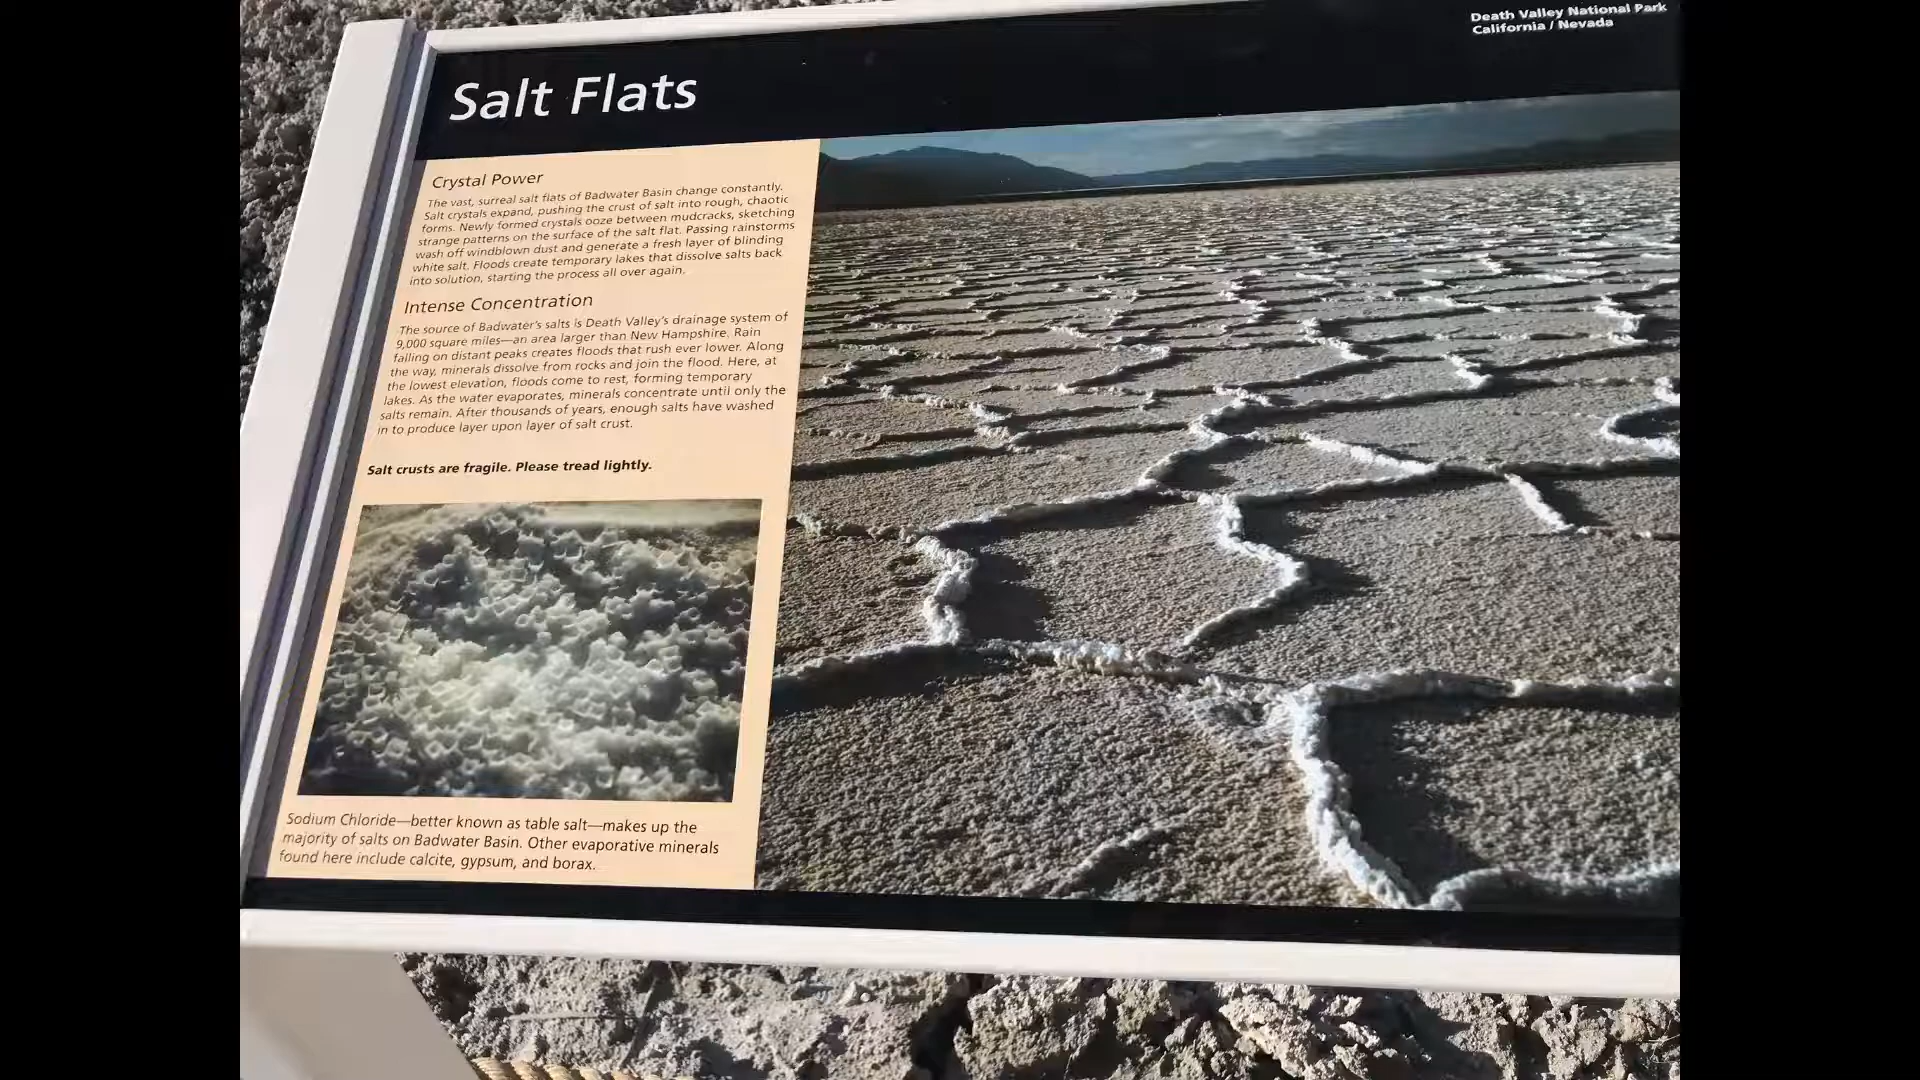 Death Valley National Park
California / Nevada
Salt Flats
Crystal Power
The vast, surreal salt flats of Badwater Basin change constantly.
Salt crystals expand, pushing the crust of salt into rough, chaotic
forms. Newly formed crystals ooze between mudcracks, sketching
strange patterns on the surface of the salt flat. Passing rainstorms
wash off windblown dust and generate a fresh layer of blinding
white salt. Floods create temporary lakes that dissolve salts back
into solution, starting the process all over again.
Intense Concentration
The source of Badwater's salts is Death Valley's drainage system of
9,000 square miles—an area larger than New Hampshire. Rain
falling on distant peaks creates floods that rush ever lower. Along
the way, minerals dissolve from rocks and join the flood. Here, at
the lowest elevation, floods come to rest, forming temporary
lakes. As the water evaporates, minerals concentrate until only the
salts remain. After thousands of years, enough salts have washed
in to produce layer upon layer of salt crust.
Salt crusts are fragile. Please tread lightly.
Sodium Chloride—better known as table salt—makes up the
majority of salts on Badwater Basin. Other evaporative minerals
found here include calcite, gypsum, and borax.